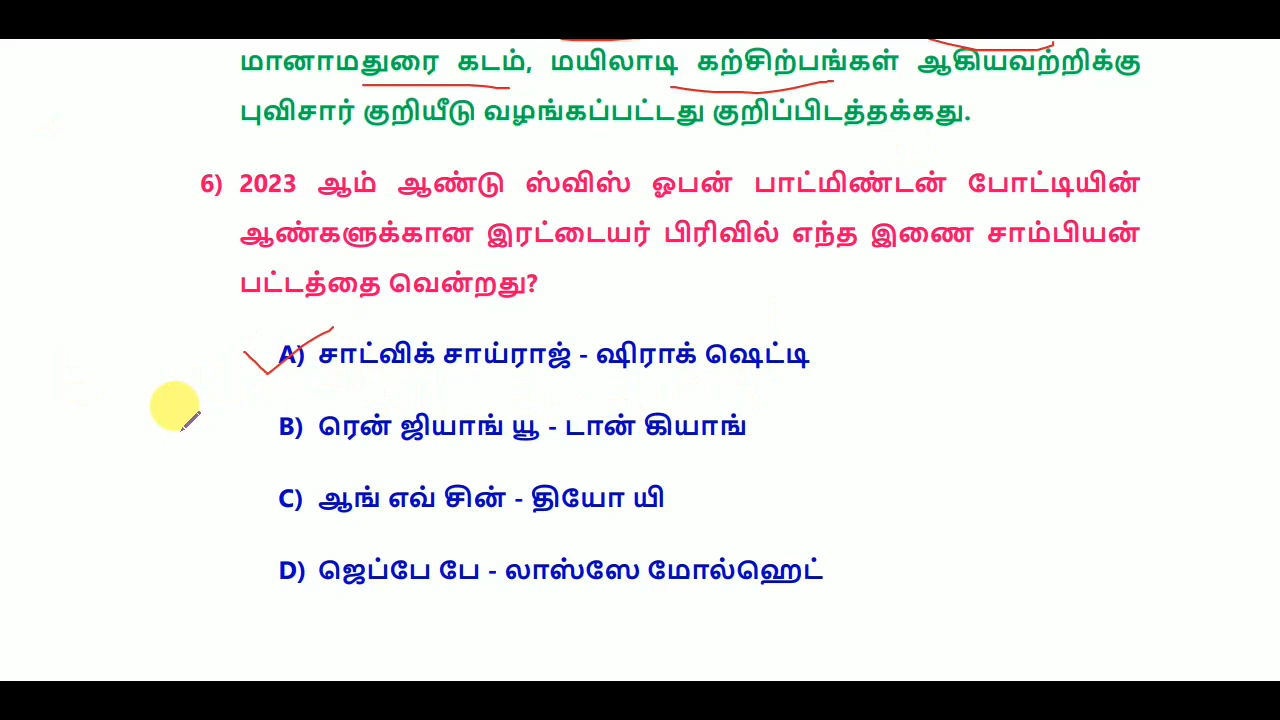 மானாமதுரை கடம், மயிலாடி கற்சிற்பங்கள் ஆகியவற்றிக்கு
புவிசார் குறியீடு வழங்கப்பட்டது குறிப்பிடத்தக்கது.
6) 2023 ஆம் ஆண்டு ஸ்விஸ் ஓபன் பாட்மிண்டன் போட்டியின்
ஆண்களுக்கான இரட்டையர் பிரிவில் எந்த இணை சாம்பியன்
பட்டத்தை வென்றது?
A) சாட்விக் சாய்ராஜ் - ஷிராக் ஷெட்டி
B) ரென் ஜியாங் யூ - டான் கியாங்
C) ஆங் எவ் சின் - தியோ யி
D) ஜெப்பே பே - லாஸ்ஸே மோல்ஹெட்